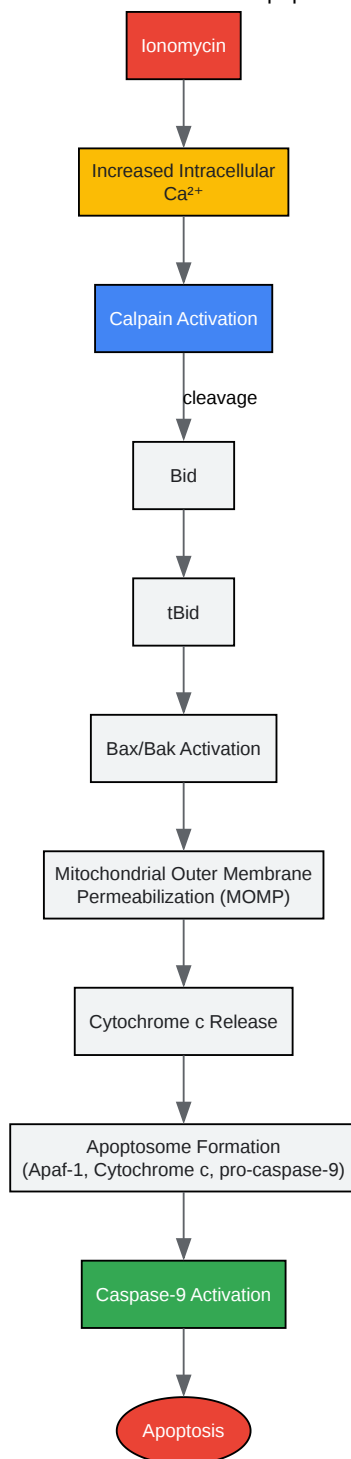 Ionomycin
Increased Intracellular
Ca²⁺
Calpain Activation
cleavage
Bid
tBid
Bax/Bak Activation
Mitochondrial Outer Membrane
Permeabilization (MOMP)
Cytochrome c Release
Apoptosome Formation
(Apaf-1, Cytochrome c, pro-caspase-9)
Caspase-9 Activation
Apoptosis